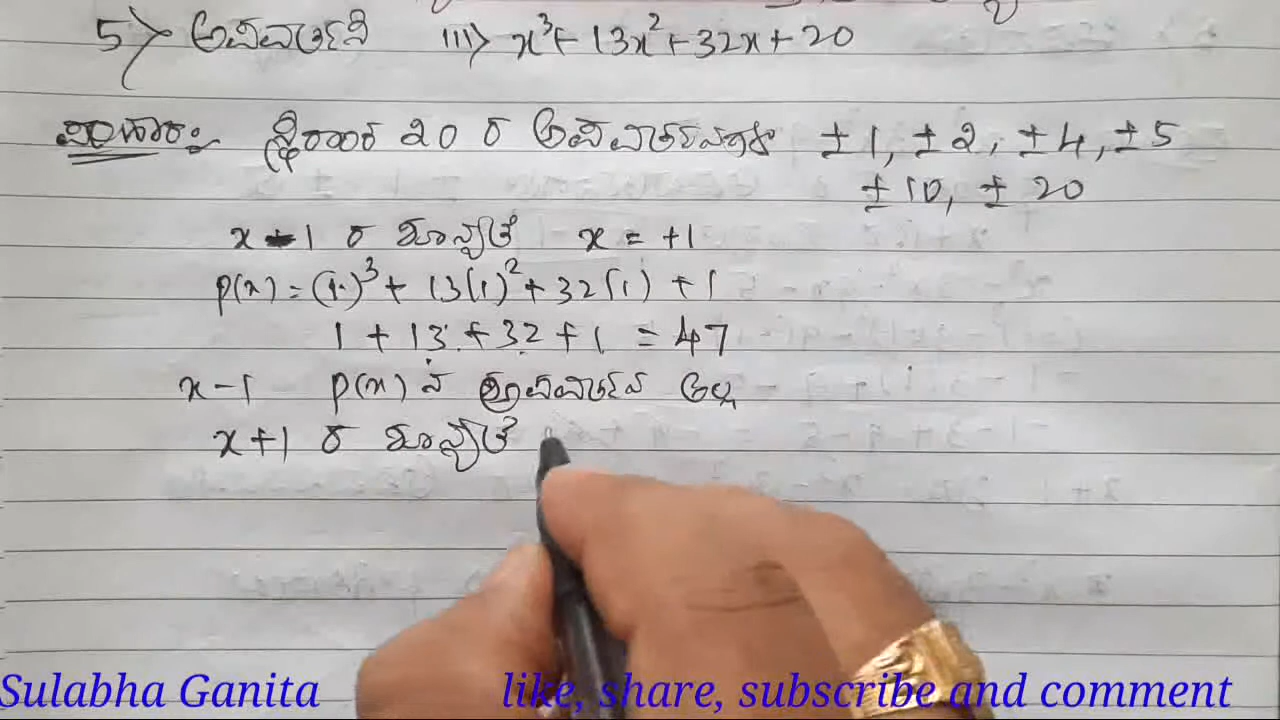 5> ಅಪವರ್ತಿಸಿ III> x³+ 13x²+32x+20
ಪರಿಹಾರ: ಸ್ಥಿರಾಂಕ 20 ರ ಅಪವರ್ತನಗಳು ±1, ±2, ±4, ±5
±10, ±20
x-1 ರ ಶೂನ್ಯತೆ x = +1
p(x) = (1)³+ 13(1)²+ 32(1) +1
1 + 13 + 32 + 1 = 47
x-1 p(x) ನ ಅಪವರ್ತನ ಅಲ್ಲ
x+1 ರ ಶೂನ್ಯತೆ
Sulabha Ganita like, share, subscribe and comment